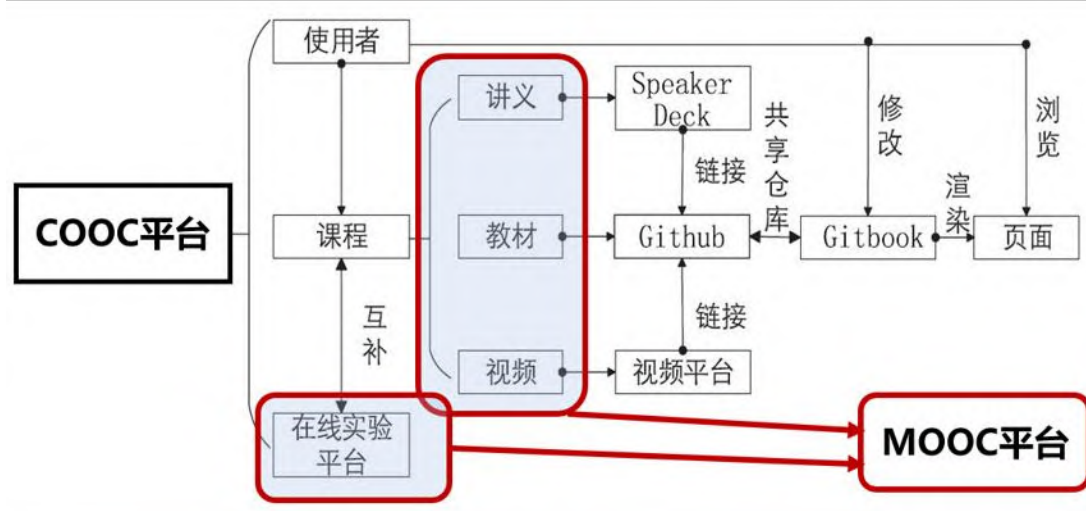 使用者
讲义
Speaker
Deck
共享仓库
修改
浏览
链接
COOC平台
课程
教材
Github
Gitbook
渲染
页面
互补
链接
视频
视频平台
在线实验
平台
MOOC平台